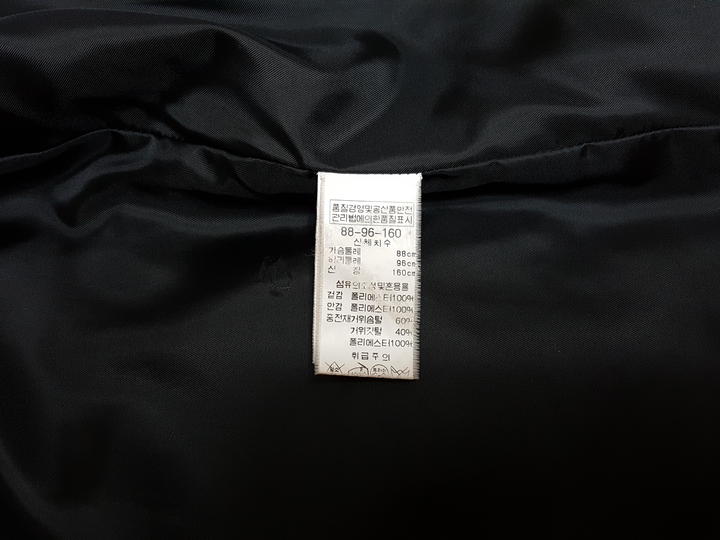 품질경영및공산품안전
관리법에의한품질표시
88-96-160
신체치수
가슴둘레 88cm
허리둘레 96cm
신 장 160cm
섬유의조성및혼용률
겉감 폴리에스터100%
안감 폴리에스터100%
충전재거위솜털 60%
거위깃털 40%
폴리에스터100%
취급주의